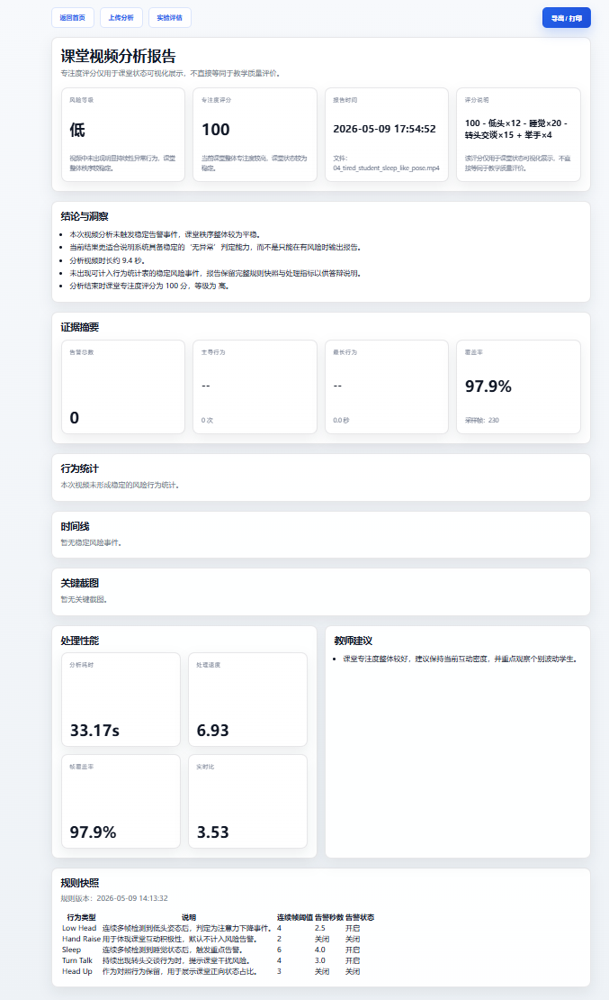 返回首页 上传分析 实验评估 导出 / 打印
课堂视频分析报告
专注度评分仅用于课堂状态可视化展示，不直接等同于教学质量评价。
风险等级
低
视频中未出现明显持续性异常行为，课堂
整体秩序较稳定。
专注度评分
100
当前课堂整体专注度较高，课堂状态较为
稳定。
报告时间
2026-05-09 17:54:52
文件：
04_tired_student_sleep_like_pose.mp4
评分说明
100 - 低头×12 - 睡觉×20 -
转头交谈×15 + 举手×4
该评分仅用于课堂状态可视化展示，不直
接等同于教学质量评价。
结论与洞察
• 本次视频分析未触发稳定告警事件，课堂秩序整体较为平稳。
• 当前结果更适合说明系统具备稳定的‘无异常’判定能力，而不是只能在有风险时输出报告。
• 分析视频时长约 9.4 秒。
• 未出现可计入行为统计表的稳定风险事件，报告保留完整规则快照与处理指标以供答辩说明。
• 分析结束时课堂专注度评分为 100 分，等级为 高。
证据摘要
告警总数
0
主导行为
--
0 次
最长行为
--
0.0 秒
覆盖率
97.9%
采样帧：230
行为统计
本次视频未形成稳定的风险行为统计。
时间线
暂无稳定风险事件。
关键截图
暂无关键截图。
处理性能
分析耗时
33.17s
处理速度
6.93
帧覆盖率
97.9%
实时比
3.53
教师建议
• 课堂专注度整体较好，建议保持当前互动密度，并重点观察个别波动学生。
规则快照
规则版本：2026-05-09 14:13:32
行为类型 说明 连续帧阈值 告警秒数 告警状态
Low Head 连续多帧检测到低头姿态后，判定为注意力下降事件。 4 2.5 开启
Hand Raise 用于体现课堂互动积极性，默认不计入风险告警。 2 关闭 关闭
Sleep 连续多帧检测到睡觉状态后，触发重点告警。 6 4.0 开启
Turn Talk 持续出现转头交谈行为时，提示课堂干扰风险。 4 3.0 开启
Head Up 作为对照行为保留，用于展示课堂正向状态占比。 3 关闭 关闭